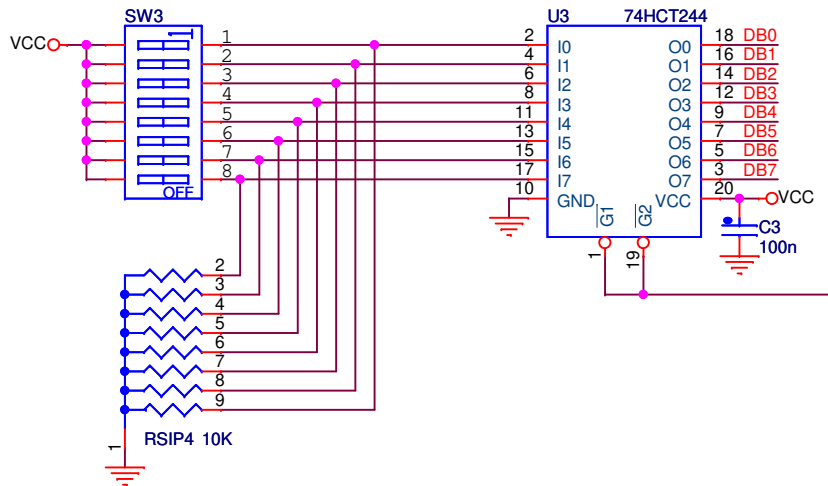 SW3
U3
74HCT244
VCC
1
1
2
3
4
5
6
7
8
OFF
2
4
6
8
11
13
15
17
10
I0
I1
I2
I3
I4
I5
I6
I7
GND
O0
O1
O2
O3
O4
O5
O6
O7
VCC
18
16
14
12
9
7
5
3
20
DB0
DB1
DB2
DB3
DB4
DB5
DB6
DB7
VCC
G1
G2
1
19
C3
100n
2
3
4
5
6
7
8
9
1
RSIP4 10K